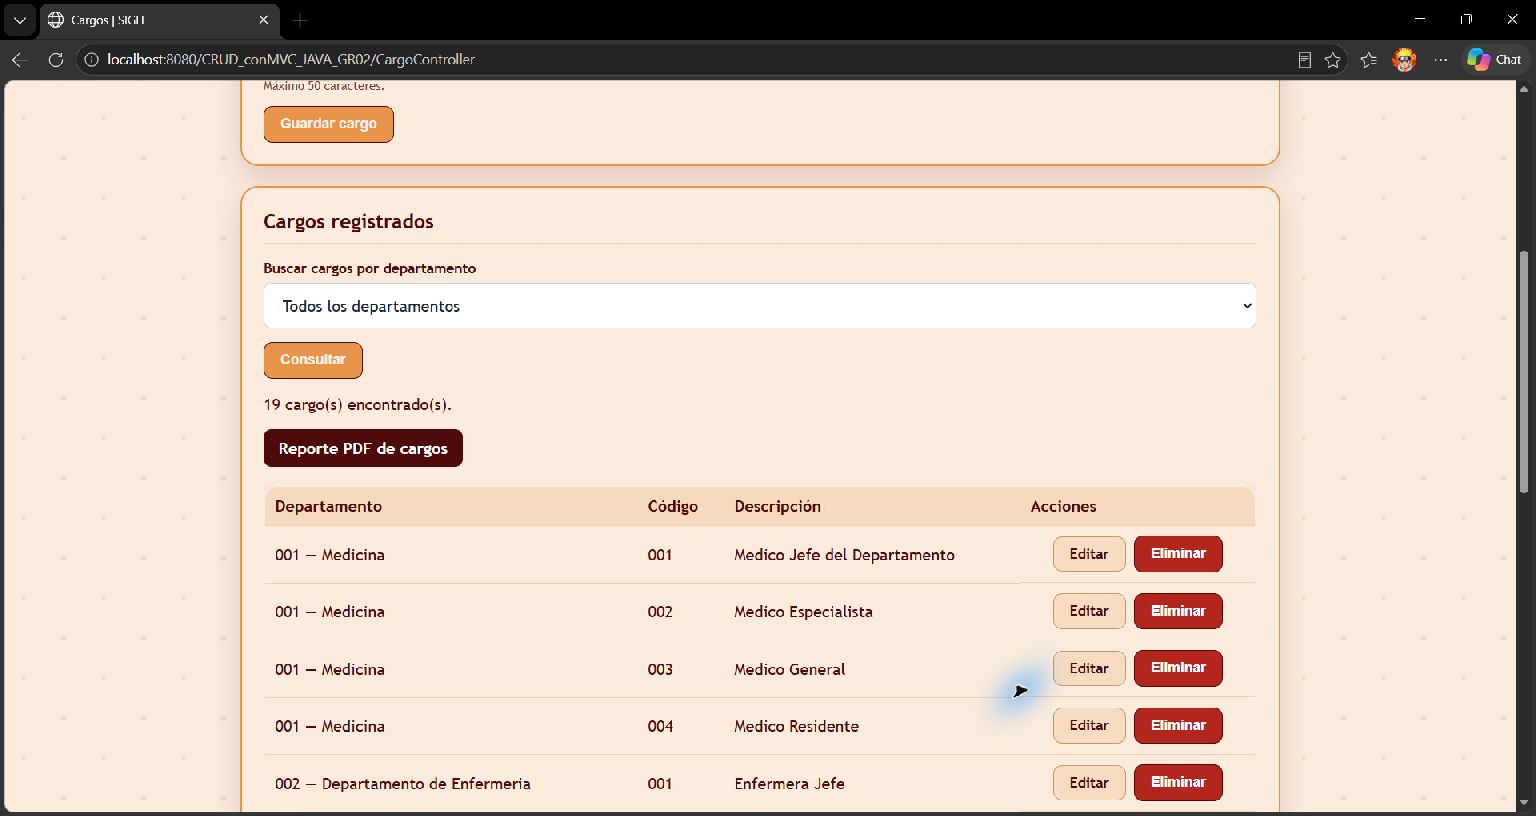 Cargos | SIGH
localhost:8080/CRUD_conMVC_JAVA_GR02/CargoController
Chat
Máximo 50 caracteres.
Guardar cargo
Cargos registrados
Buscar cargos por departamento
Todos los departamentos
Consultar
19 cargo(s) encontrado(s).
Reporte PDF de cargos
Departamento Código Descripción Acciones
001 — Medicina 001 Medico Jefe del Departamento Editar Eliminar
001 — Medicina 002 Medico Especialista Editar Eliminar
001 — Medicina 003 Medico General Editar Eliminar
001 — Medicina 004 Medico Residente Editar Eliminar
002 — Departamento de Enfermeria 001 Enfermera Jefe Editar Eliminar